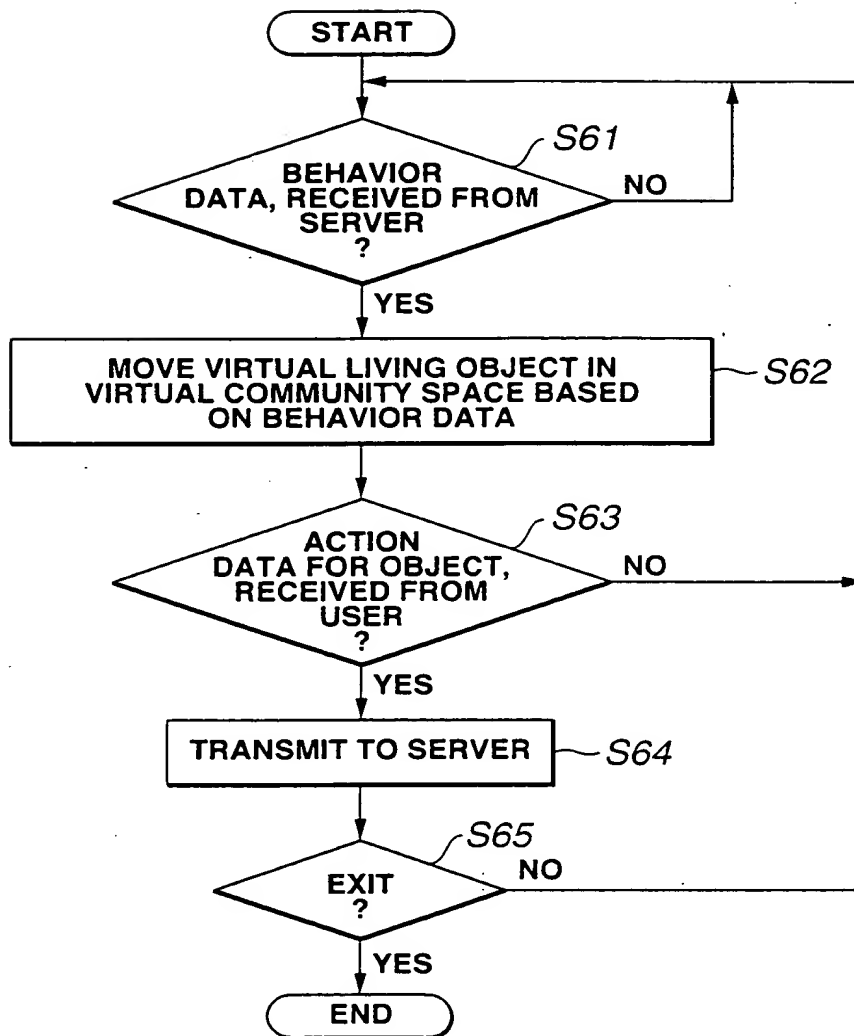 START
S61
BEHAVIOR
DATA, RECEIVED FROM
SERVER
?
NO
YES
MOVE VIRTUAL LIVING OBJECT IN
VIRTUAL COMMUNITY SPACE BASED
ON BEHAVIOR DATA
S62
S63
ACTION
DATA FOR OBJECT,
RECEIVED FROM
USER
?
NO
YES
TRANSMIT TO SERVER
S64
S65
EXIT
?
NO
YES
END